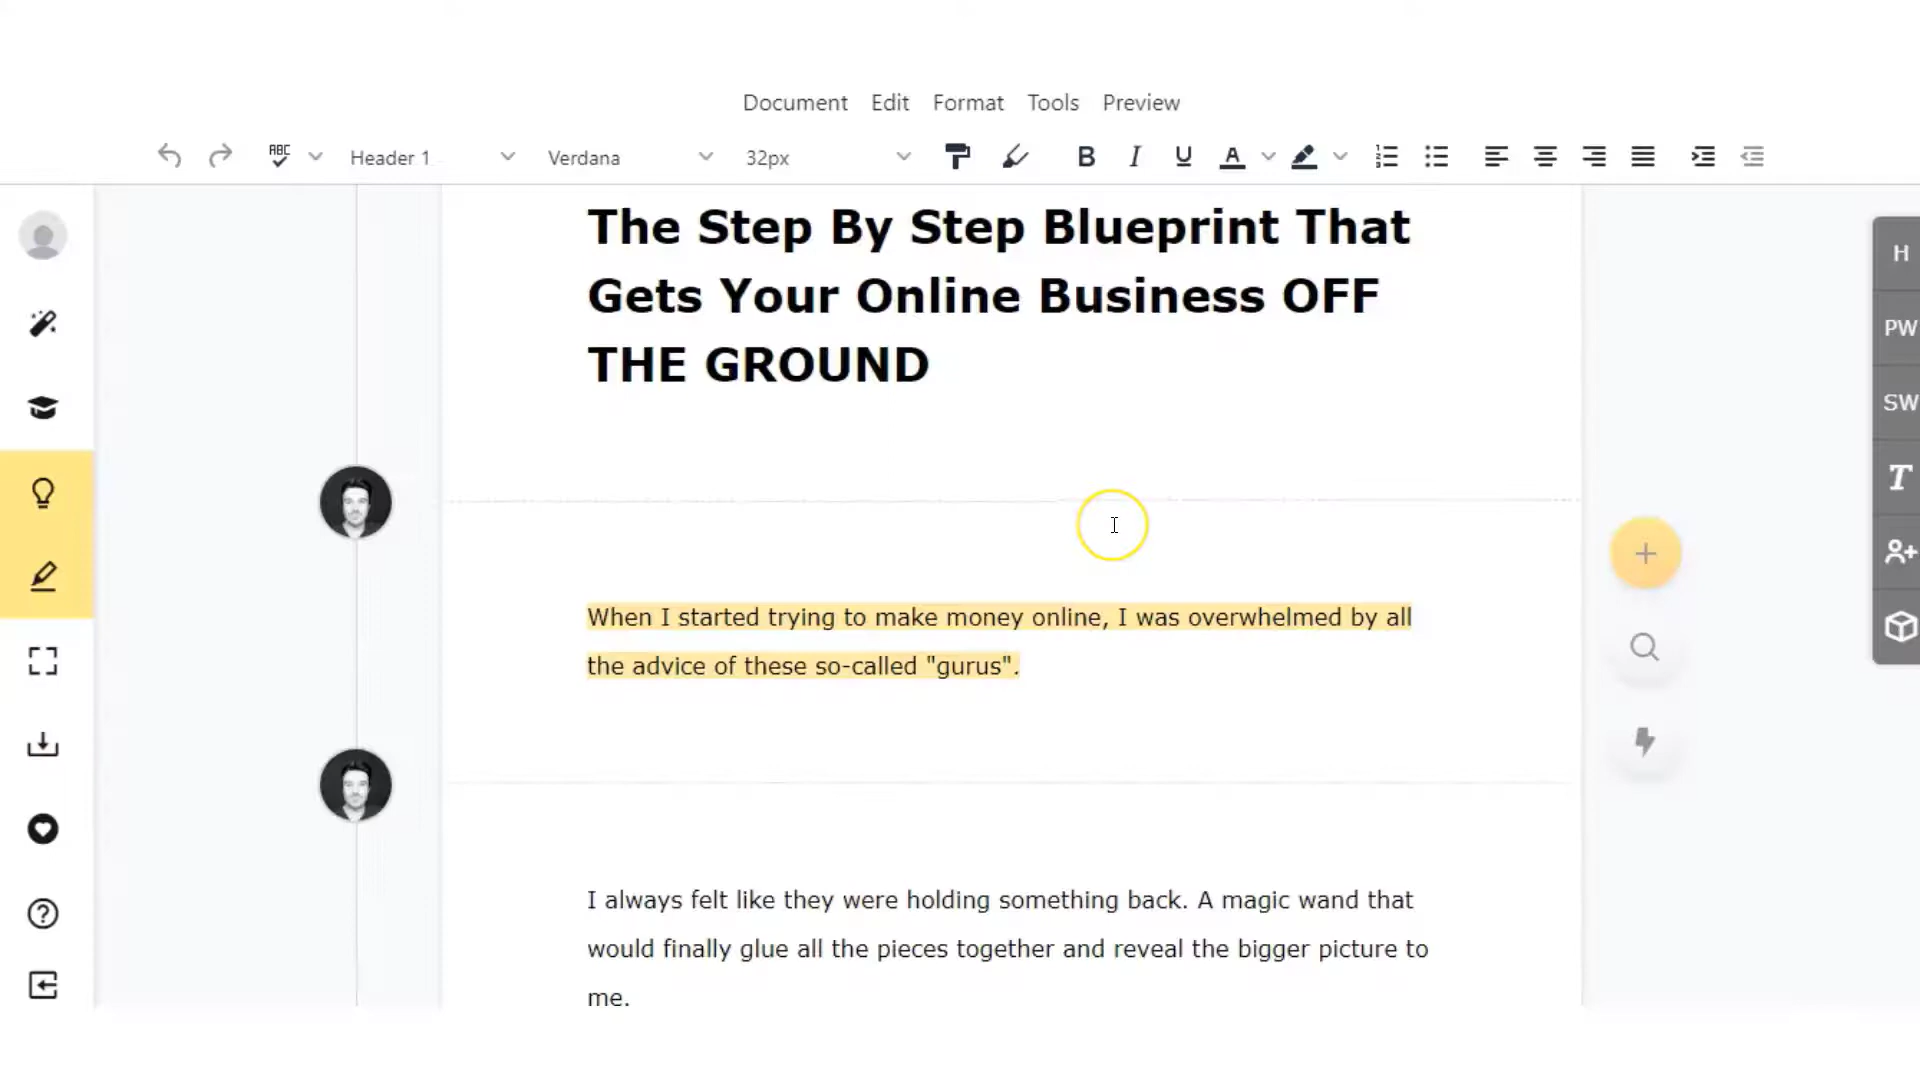 Document Edit Format Tools Preview
ABC Header 1 Verdana 32px B I U A
The Step By Step Blueprint That
Gets Your Online Business OFF
THE GROUND
When I started trying to make money online, I was overwhelmed by all
the advice of these so-called "gurus".
I always felt like they were holding something back. A magic wand that
would finally glue all the pieces together and reveal the bigger picture to
me.
H
PW
SW
T